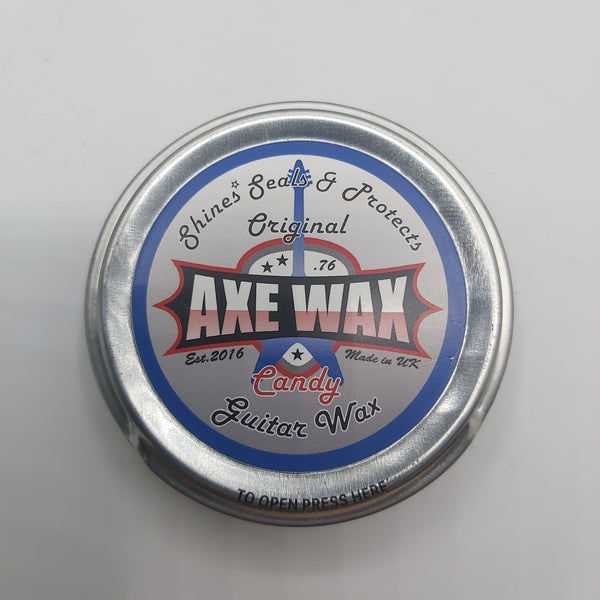 Shines Seals & Protects
Original
.76
AXE WAX
Est.2016
Made in UK
Candy
Guitar Wax
TO OPEN PRESS HERE